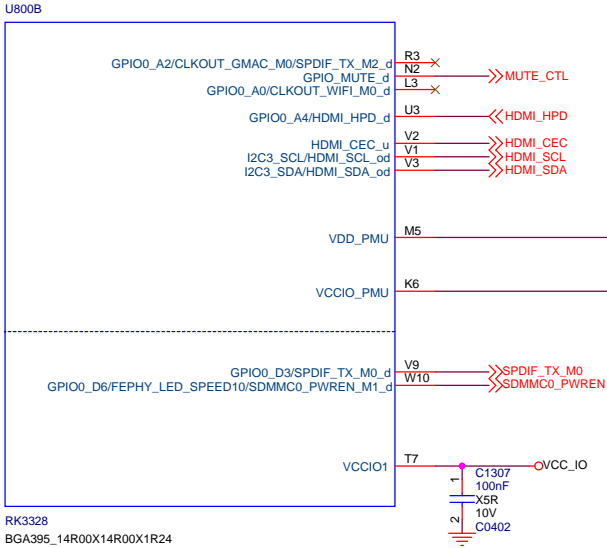 U800B
GPIO0_A2/CLKOUT_GMAC_M0/SPDIF_TX_M2_d R3
GPIO_MUTE_d N2 MUTE_CTL
GPIO0_A0/CLKOUT_WIFI_M0_d L3
GPIO0_A4/HDMI_HPD_d U3 HDMI_HPD
HDMI_CEC_u V2 HDMI_CEC
I2C3_SCL/HDMI_SCL_od V1 HDMI_SCL
I2C3_SDA/HDMI_SDA_od V3 HDMI_SDA
VDD_PMU M5
VCCIO_PMU K6
GPIO0_D3/SPDIF_TX_M0_d V9 SPDIF_TX_M0
GPIO0_D6/FEPHY_LED_SPEED10/SDMMC0_PWREN_M1_d W10 SDMMC0_PWREN
VCCIO1 T7 VCC_IO
C1307
1 100nF
X5R
10V
2 C0402
RK3328
BGA395_14R00X14R00X1R24